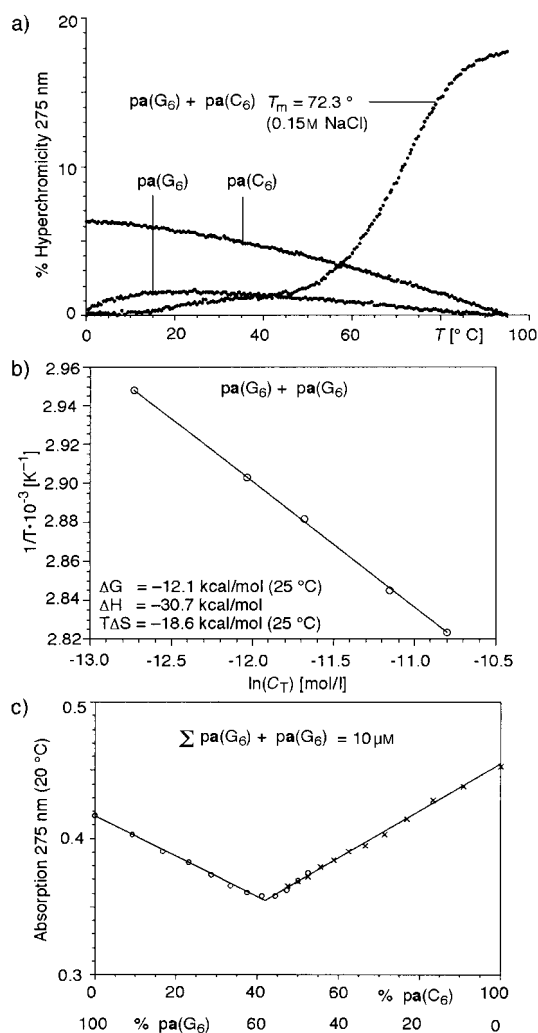 a)
20
10
0
% Hyperchromicity 275 nm
pa(G6) + pa(C6) Tm = 72.3 °
(0.15M NaCl)
pa(G6)
pa(C6)
0
20
40
60
T [° C]
100
b)
2.96
2.94
2.92
2.90
2.88
2.86
2.84
2.82
1/T·10-3 [K-1]
pa(G6) + pa(G6)
ΔG = -12.1 kcal/mol (25 °C)
ΔH = -30.7 kcal/mol
TΔS = -18.6 kcal/mol (25 °C)
-13.0 -12.5 -12.0 -11.5 -11.0 -10.5
ln(CT) [mol/l]
c)
0.5
0.4
0.3
Absorption 275 nm (20 °C)
∑ pa(G6) + pa(G6) = 10 μM
0 20 40 60 % pa(C6) 100
100 % pa(G6) 60 40 20 0